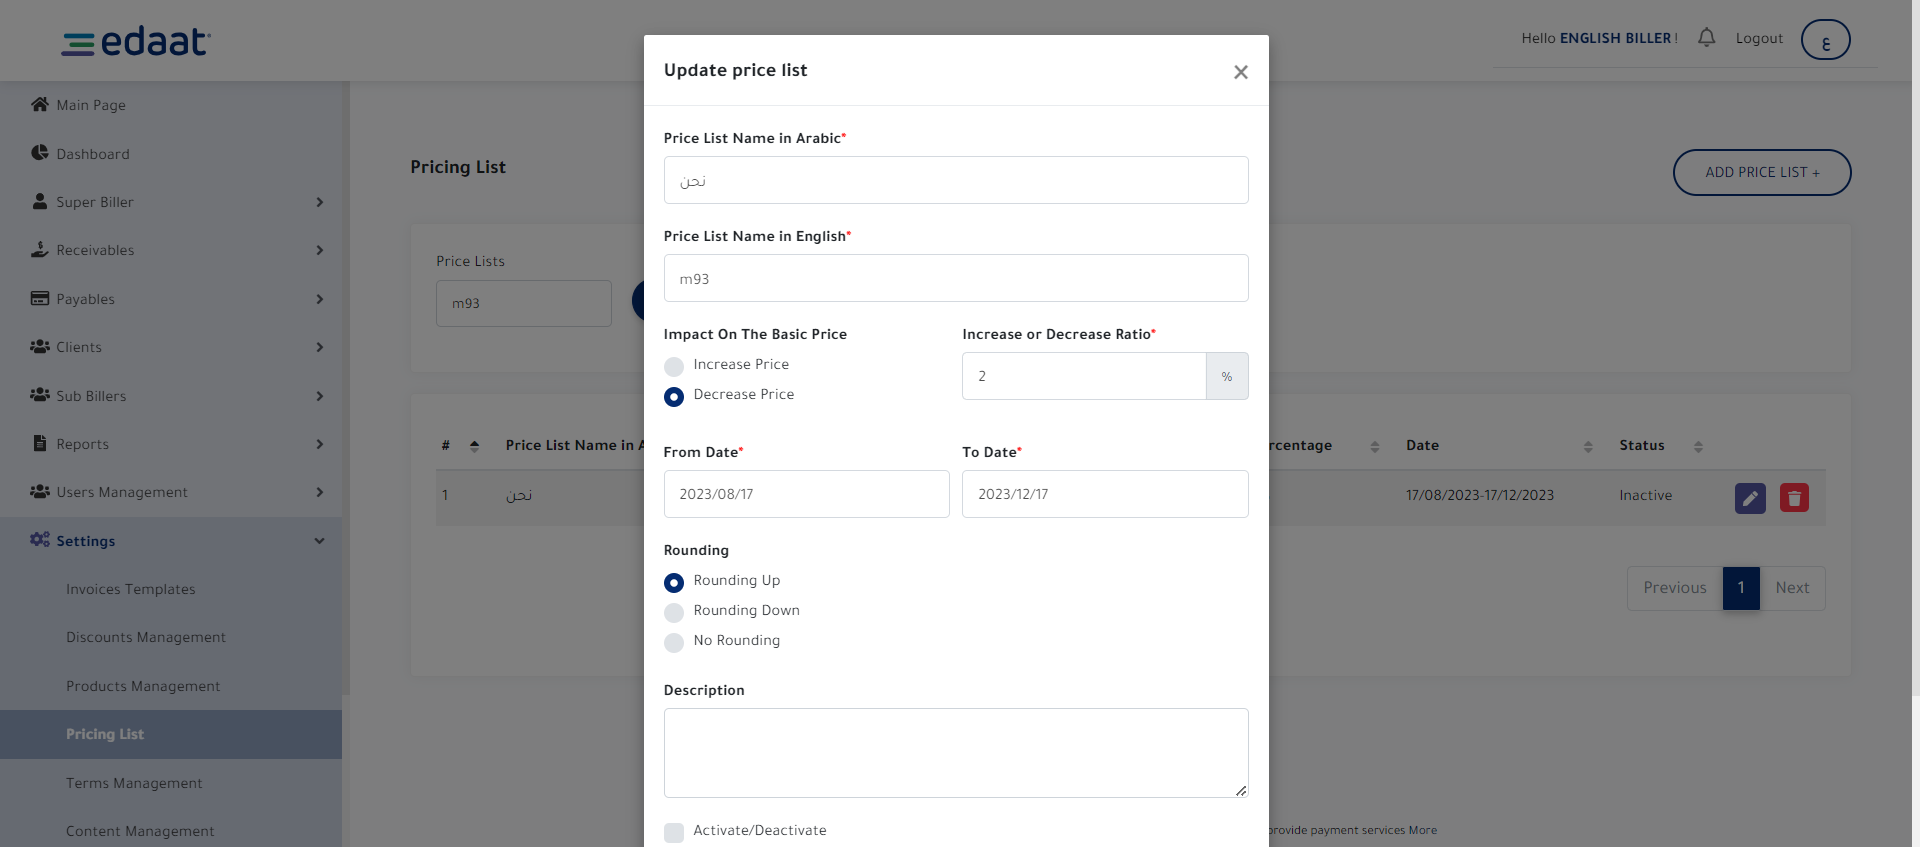 edaat
Hello ENGLISH BILLER !
Logout
ع
Main Page
Dashboard
Super Biller
Receivables
Payables
Clients
Sub Billers
Reports
Users Management
Settings
Invoices Templates
Discounts Management
Products Management
Pricing List
Terms Management
Content Management
Pricing List
ADD PRICE LIST +
Price Lists
m93
# Price List Name in A
rcentage Date Status
1 نحن
17/08/2023-17/12/2023 Inactive
Previous 1 Next
provide payment services More
Update price list
Price List Name in Arabic*
نحن
Price List Name in English*
m93
Impact On The Basic Price
Increase Price
Decrease Price
Increase or Decrease Ratio*
2 %
From Date*
2023/08/17
To Date*
2023/12/17
Rounding
Rounding Up
Rounding Down
No Rounding
Description
Activate/Deactivate